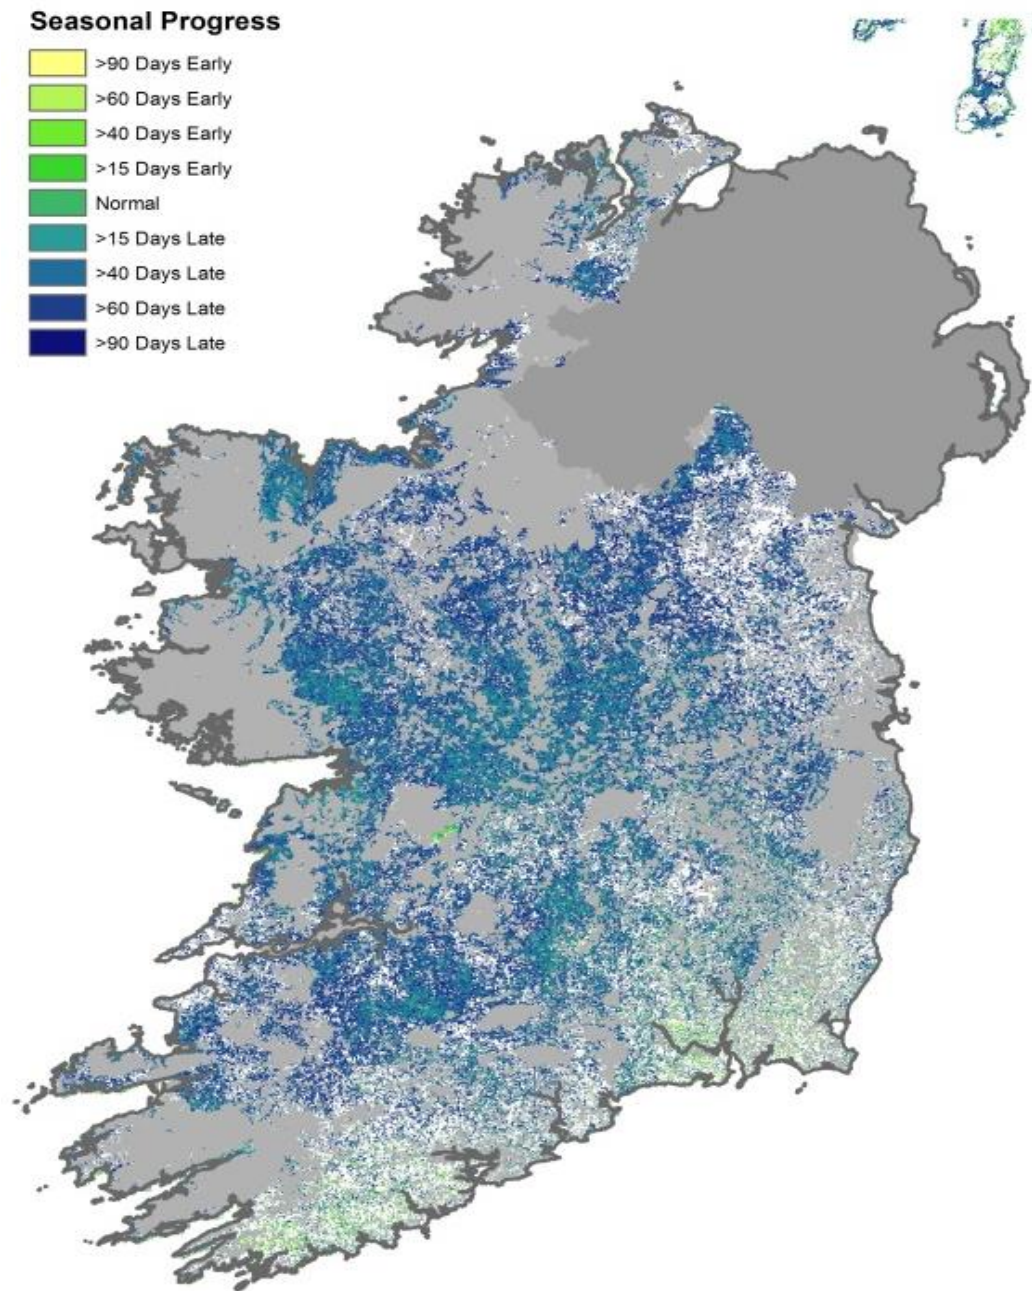 Seasonal Progress
>90 Days Early
>60 Days Early
>40 Days Early
>15 Days Early
Normal
>15 Days Late
>40 Days Late
>60 Days Late
>90 Days Late